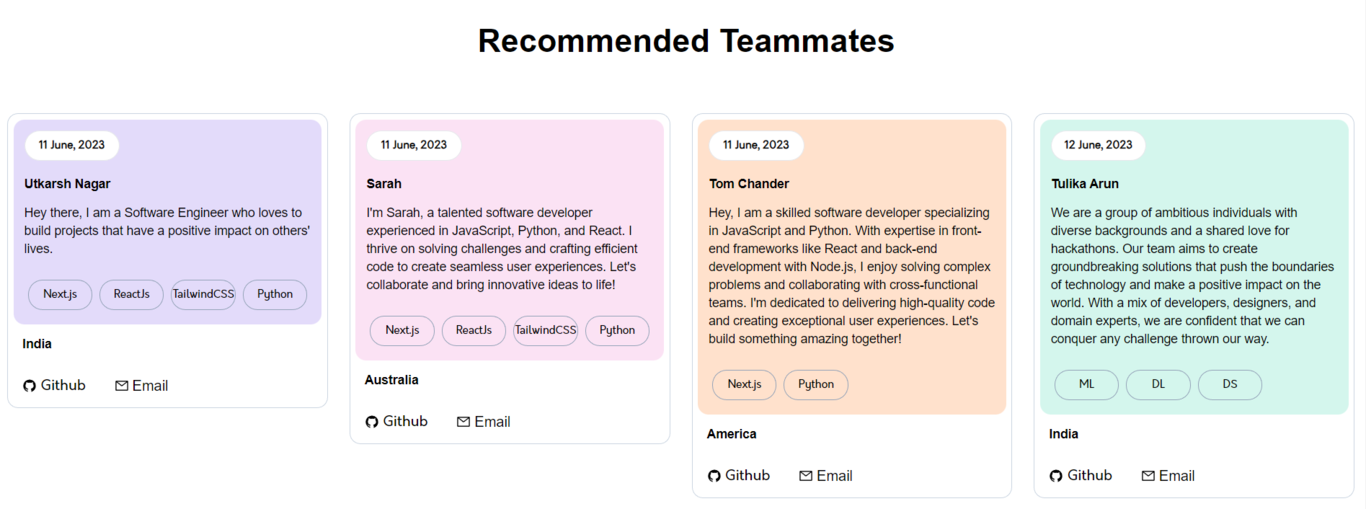 Recommended Teammates
11 June, 2023
Utkarsh Nagar
Hey there, I am a Software Engineer who loves to
build projects that have a positive impact on others'
lives.
Next.js
ReactJs
TailwindCSS
Python
India
Github
Email
11 June, 2023
Sarah
I'm Sarah, a talented software developer
experienced in JavaScript, Python, and React. I
thrive on solving challenges and crafting efficient
code to create seamless user experiences. Let's
collaborate and bring innovative ideas to life!
Next.js
ReactJs
TailwindCSS
Python
Australia
Github
Email
11 June, 2023
Tom Chander
Hey, I am a skilled software developer specializing
in JavaScript and Python. With expertise in front-
end frameworks like React and back-end
development with Node.js, I enjoy solving complex
problems and collaborating with cross-functional
teams. I'm dedicated to delivering high-quality code
and creating exceptional user experiences. Let's
build something amazing together!
Next.js
Python
America
Github
Email
12 June, 2023
Tulika Arun
We are a group of ambitious individuals with
diverse backgrounds and a shared love for
hackathons. Our team aims to create
groundbreaking solutions that push the boundaries
of technology and make a positive impact on the
world. With a mix of developers, designers, and
domain experts, we are confident that we can
conquer any challenge thrown our way.
ML
DL
DS
India
Github
Email